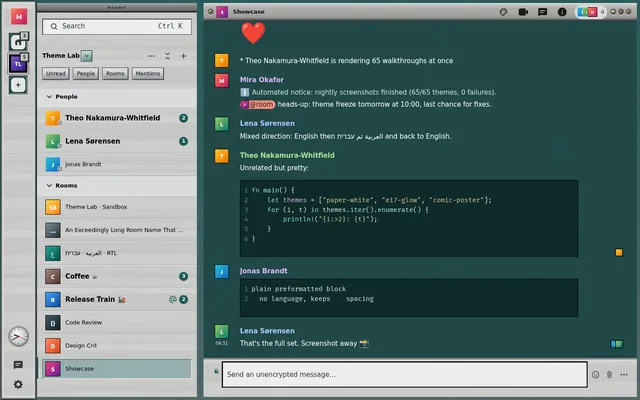 Rooms
M
3
TL
3
+
Search
Ctrl K
Theme Lab
Unread
People
Rooms
Mentions
People
T
Theo Nakamura-Whitfield
2
L
Lena Sørensen
1
J
Jonas Brandt
Rooms
Theme Lab · Sandbox
An Exceedingly Long Room Name That …
ع
العربية · עברית · RTL
C
Coffee ☕
3
R
Release Train 🚂
@
2
{}
Code Review
D
Design Crit
S
Showcase
S
Showcase
4
❤️
T
* Theo Nakamura-Whitfield is rendering 65 walkthroughs at once
M
Mira Okafor
ℹ️ Automated notice: nightly screenshots finished (65/65 themes, 0 failures).
@room heads-up: theme freeze tomorrow at 10:00, last chance for fixes.
L
Lena Sørensen
Mixed direction: English then العربية ثم עברית and back to English.
T
Theo Nakamura-Whitfield
Unrelated but pretty:
1 fn main() {
2     let themes = ["paper-white", "e17-glow", "comic-poster"];
3     for (i, t) in themes.iter().enumerate() {
4         println!("{i:>2}: {t}");
5     }
6 }
J
Jonas Brandt
1 plain preformatted block
2   no language, keeps    spacing
L
Lena Sørensen
04:31
That's the full set. Screenshot away 📸
Send an unencrypted message…